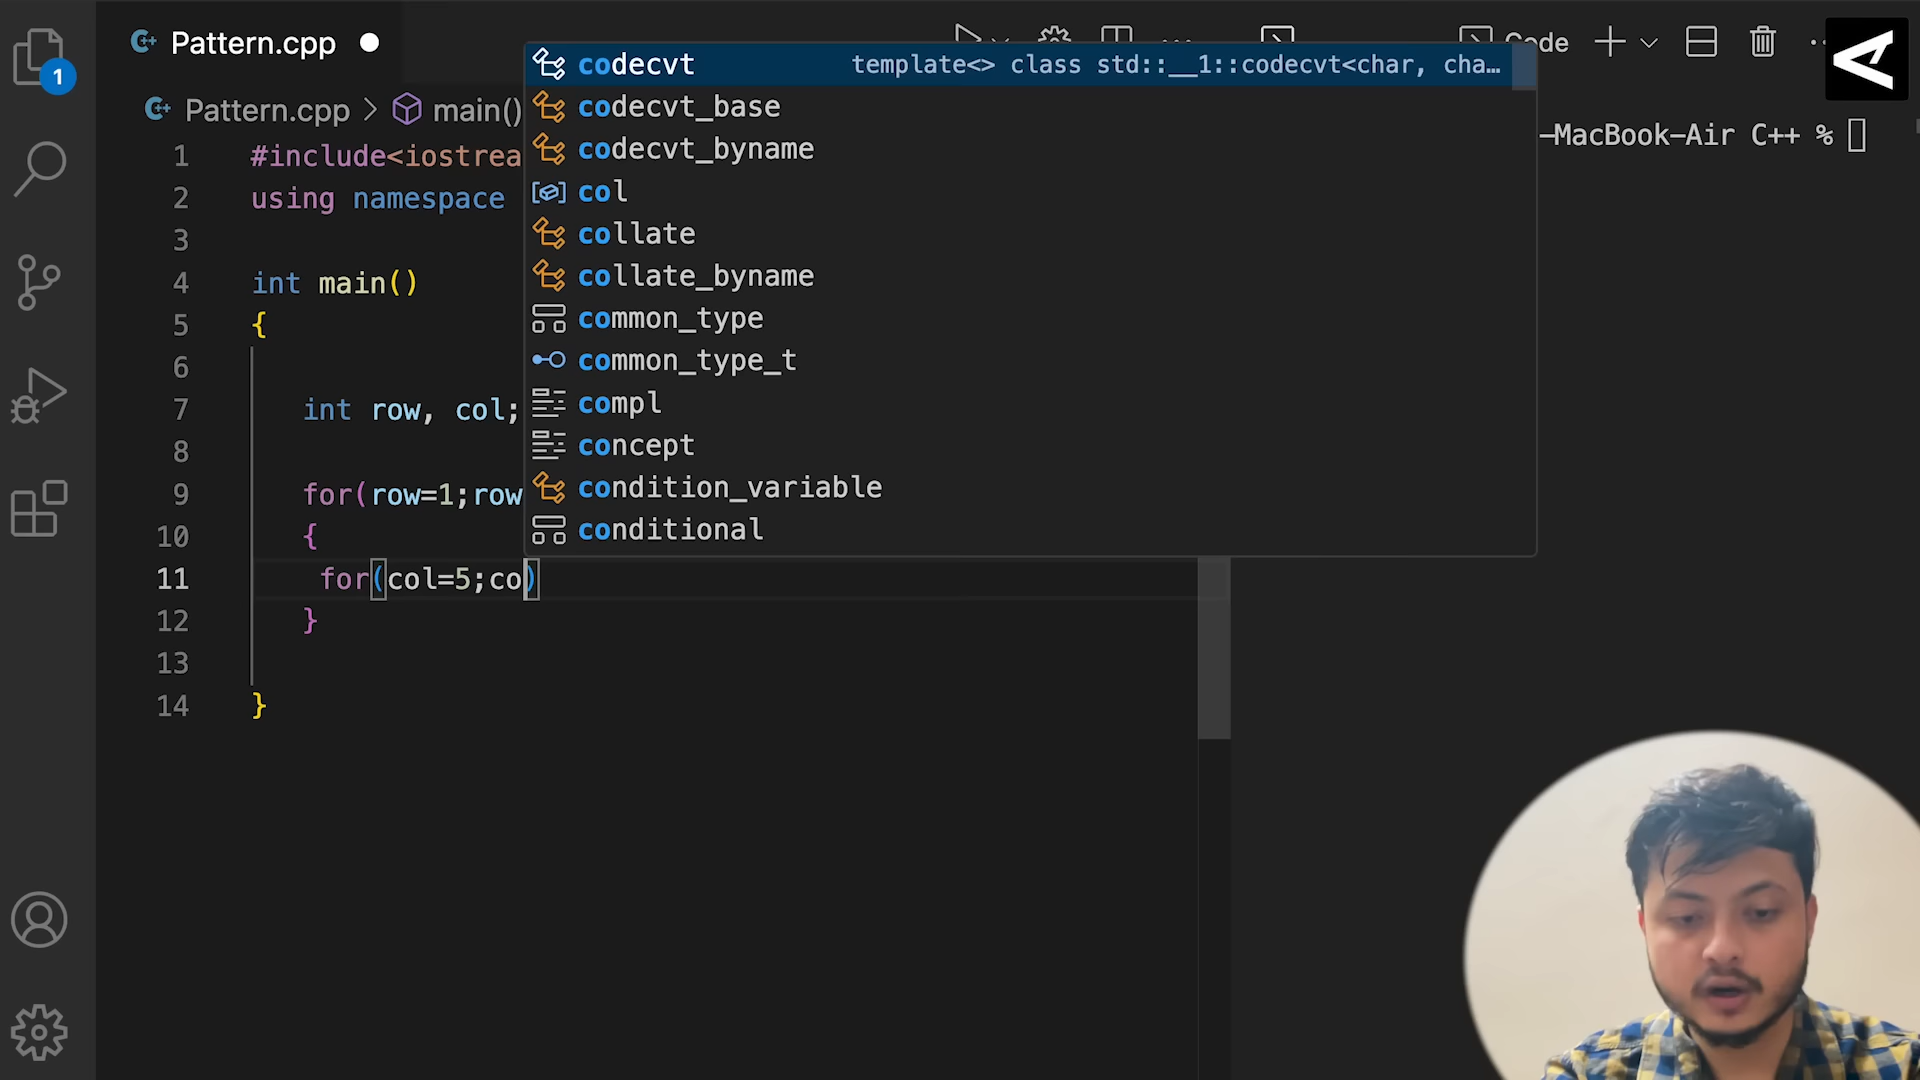 1
Pattern.cpp
Code
Pattern.cpp > main()
-MacBook-Air C++ %
codecvt template<> class std::__1::codecvt<char, cha…
codecvt_base
codecvt_byname
col
collate
collate_byname
common_type
common_type_t
compl
concept
condition_variable
conditional
1 #include<iostrea
2 using namespace
3
4 int main()
5 {
6
7 int row, col;
8
9 for(row=1;row
10 {
11 for(col=5;co)
12 }
13
14 }